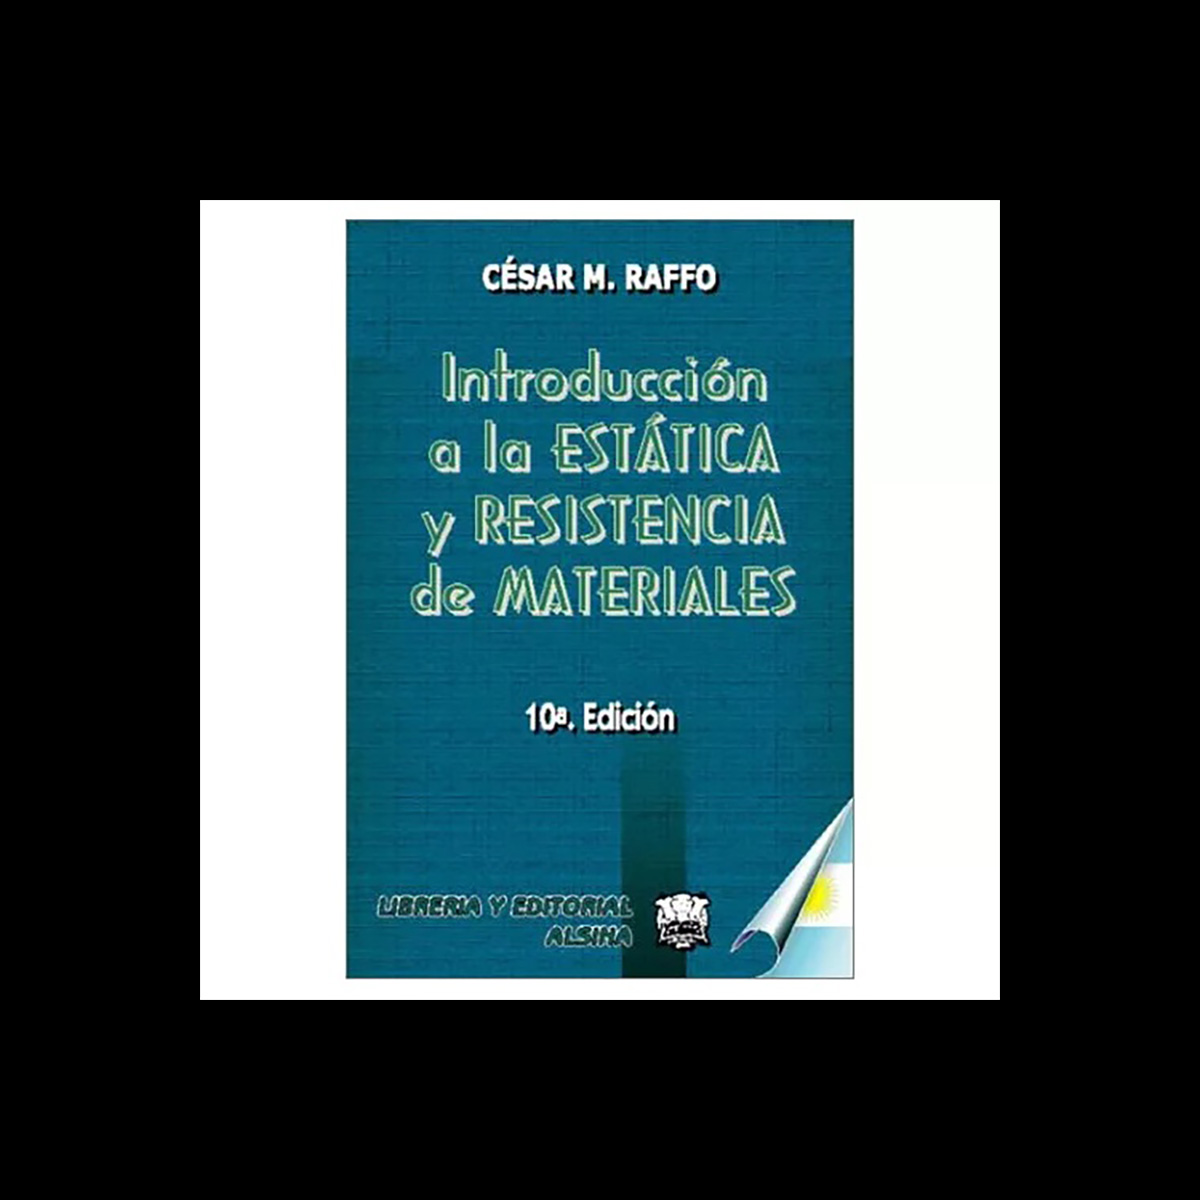 CÉSAR M. RAFFO
Introducción
a la ESTÁTICA
y RESISTENCIA
de MATERIALES
10ª. Edición
LIBRERIA Y EDITORIAL
ALSINA